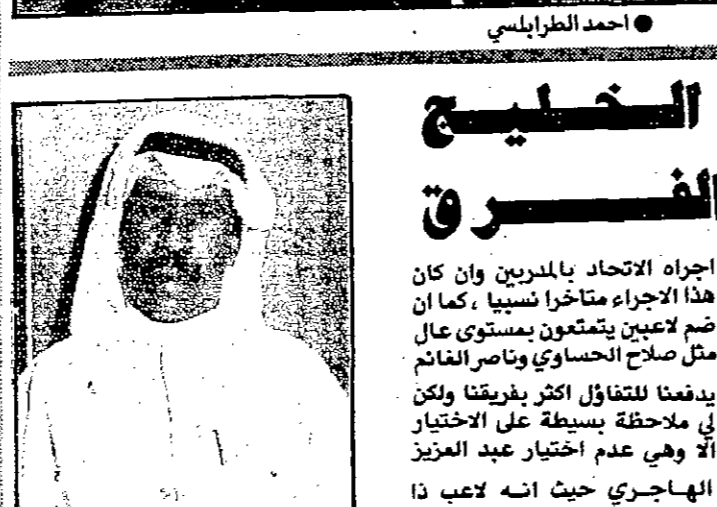 ● احمد الطرابلسي
الخليج
الفرق
اجراه الاتحاد بالمدربين وان كان
هذا الاجراء متاخرا نسبيا ، كما ان
ضم لاعبين يتمتعون بمستوى عال
مثل صلاح الحساوي وناصر الغانم
يدفعنا للتفاؤل اكثر بفريقنا ولكن
لي ملاحظة بسيطة على الاختيار
الا وهي عدم اختيار عبد العزيز
الهاجري حيث انه لاعب ذا